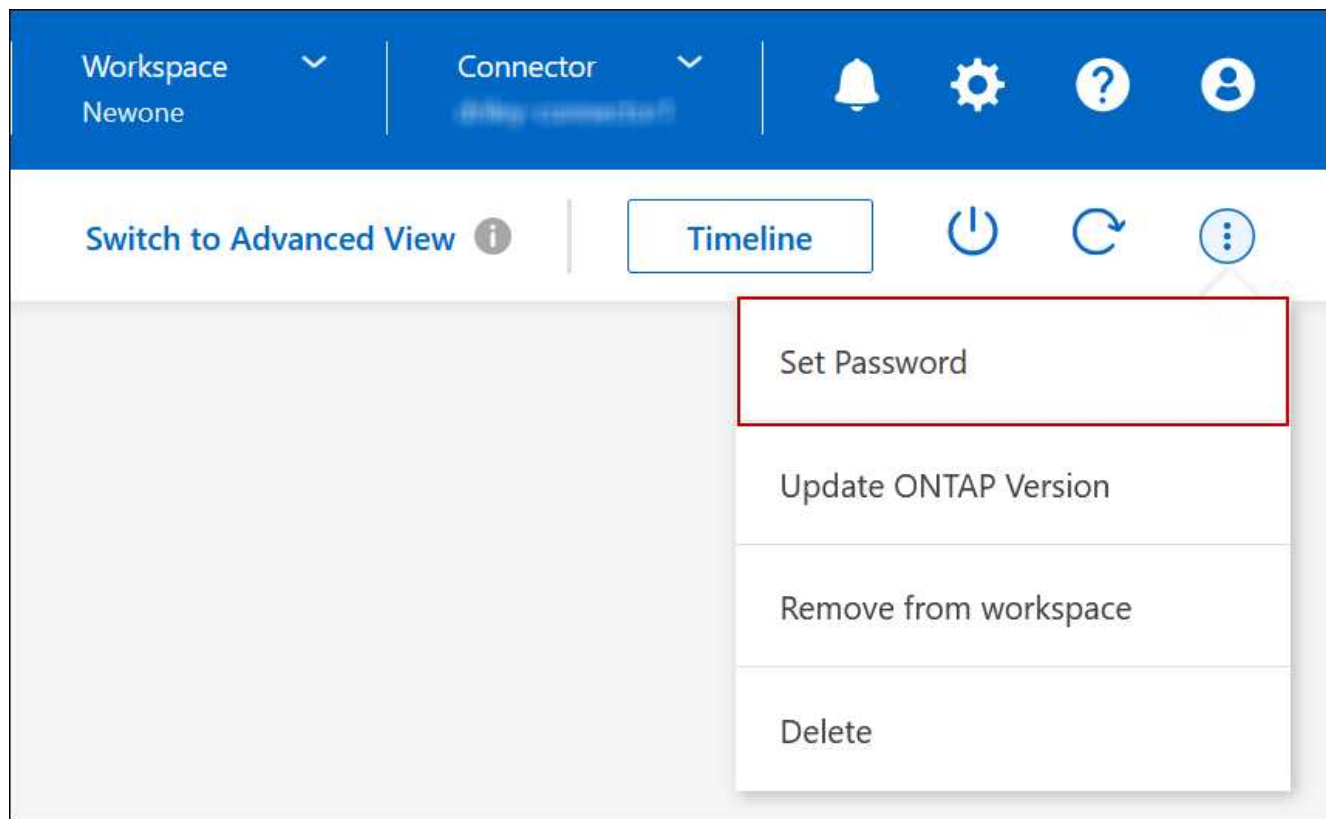 Workspace
Connector
Newone
Switch to Advanced View
Timeline
Set Password
Update ONTAP Version
Remove from workspace
Delete